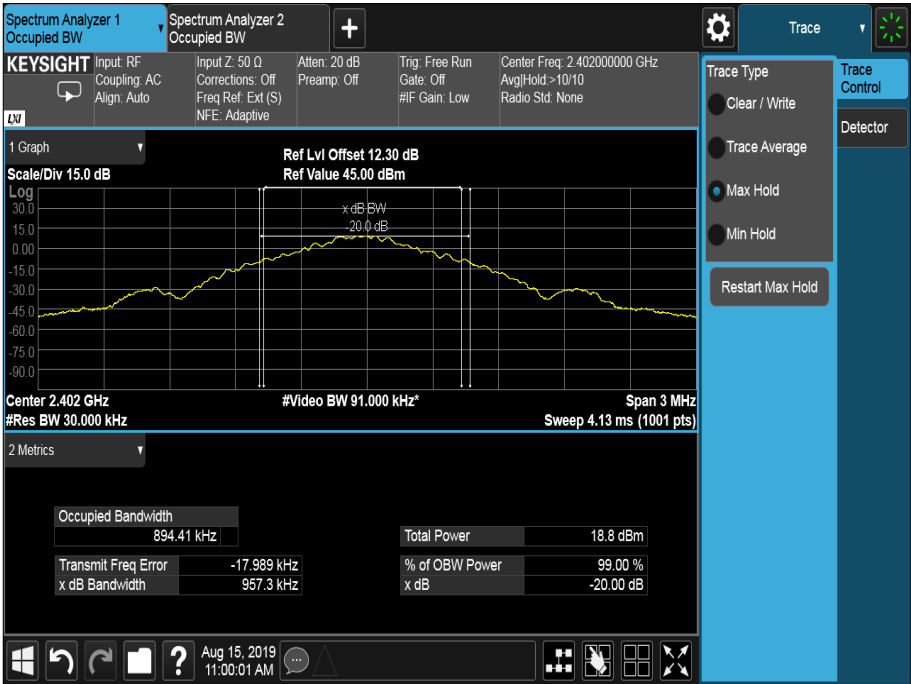 Spectrum Analyzer 1
Occupied BW
Spectrum Analyzer 2
Occupied BW
+
Trace
KEYSIGHT
LXI
Input: RF
Coupling: AC
Align: Auto
Input Z: 50 Ω
Corrections: Off
Freq Ref: Ext (S)
NFE: Adaptive
Atten: 20 dB
Preamp: Off
Trig: Free Run
Gate: Off
#IF Gain: Low
Center Freq: 2.402000000 GHz
Avg|Hold:>10/10
Radio Std: None
Trace Type
Clear / Write
Trace Average
Max Hold
Min Hold
Restart Max Hold
Trace
Control
Detector
1 Graph
Scale/Div 15.0 dB
Ref Lvl Offset 12.30 dB
Ref Value 45.00 dBm
Log
30.0
15.0
0.00
-15.0
-30.0
-45.0
-60.0
-75.0
-90.0
x dB BW
-20.0 dB
Center 2.402 GHz
#Video BW 91.000 kHz*
Span 3 MHz
#Res BW 30.000 kHz
Sweep 4.13 ms (1001 pts)
2 Metrics
Occupied Bandwidth
894.41 kHz
Total Power 18.8 dBm
Transmit Freq Error -17.989 kHz
% of OBW Power 99.00 %
x dB Bandwidth 957.3 kHz
x dB -20.00 dB
?
Aug 15, 2019
11:00:01 AM